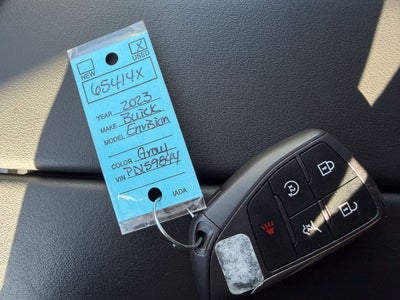 NEW
X USED
65414X
YEAR 2023
MAKE Buick
MODEL Envision
COLOR Gray
VIN PD159844
IADA